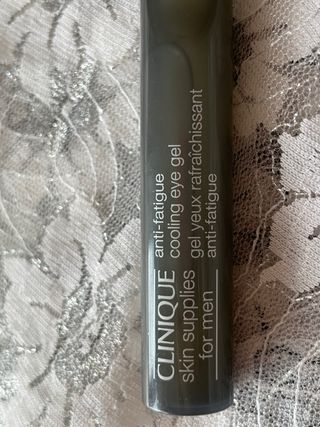 CLINIQUE
skin supplies
for men
anti-fatigue
cooling eye gel
gel yeux rafraîchissant
anti-fatigue